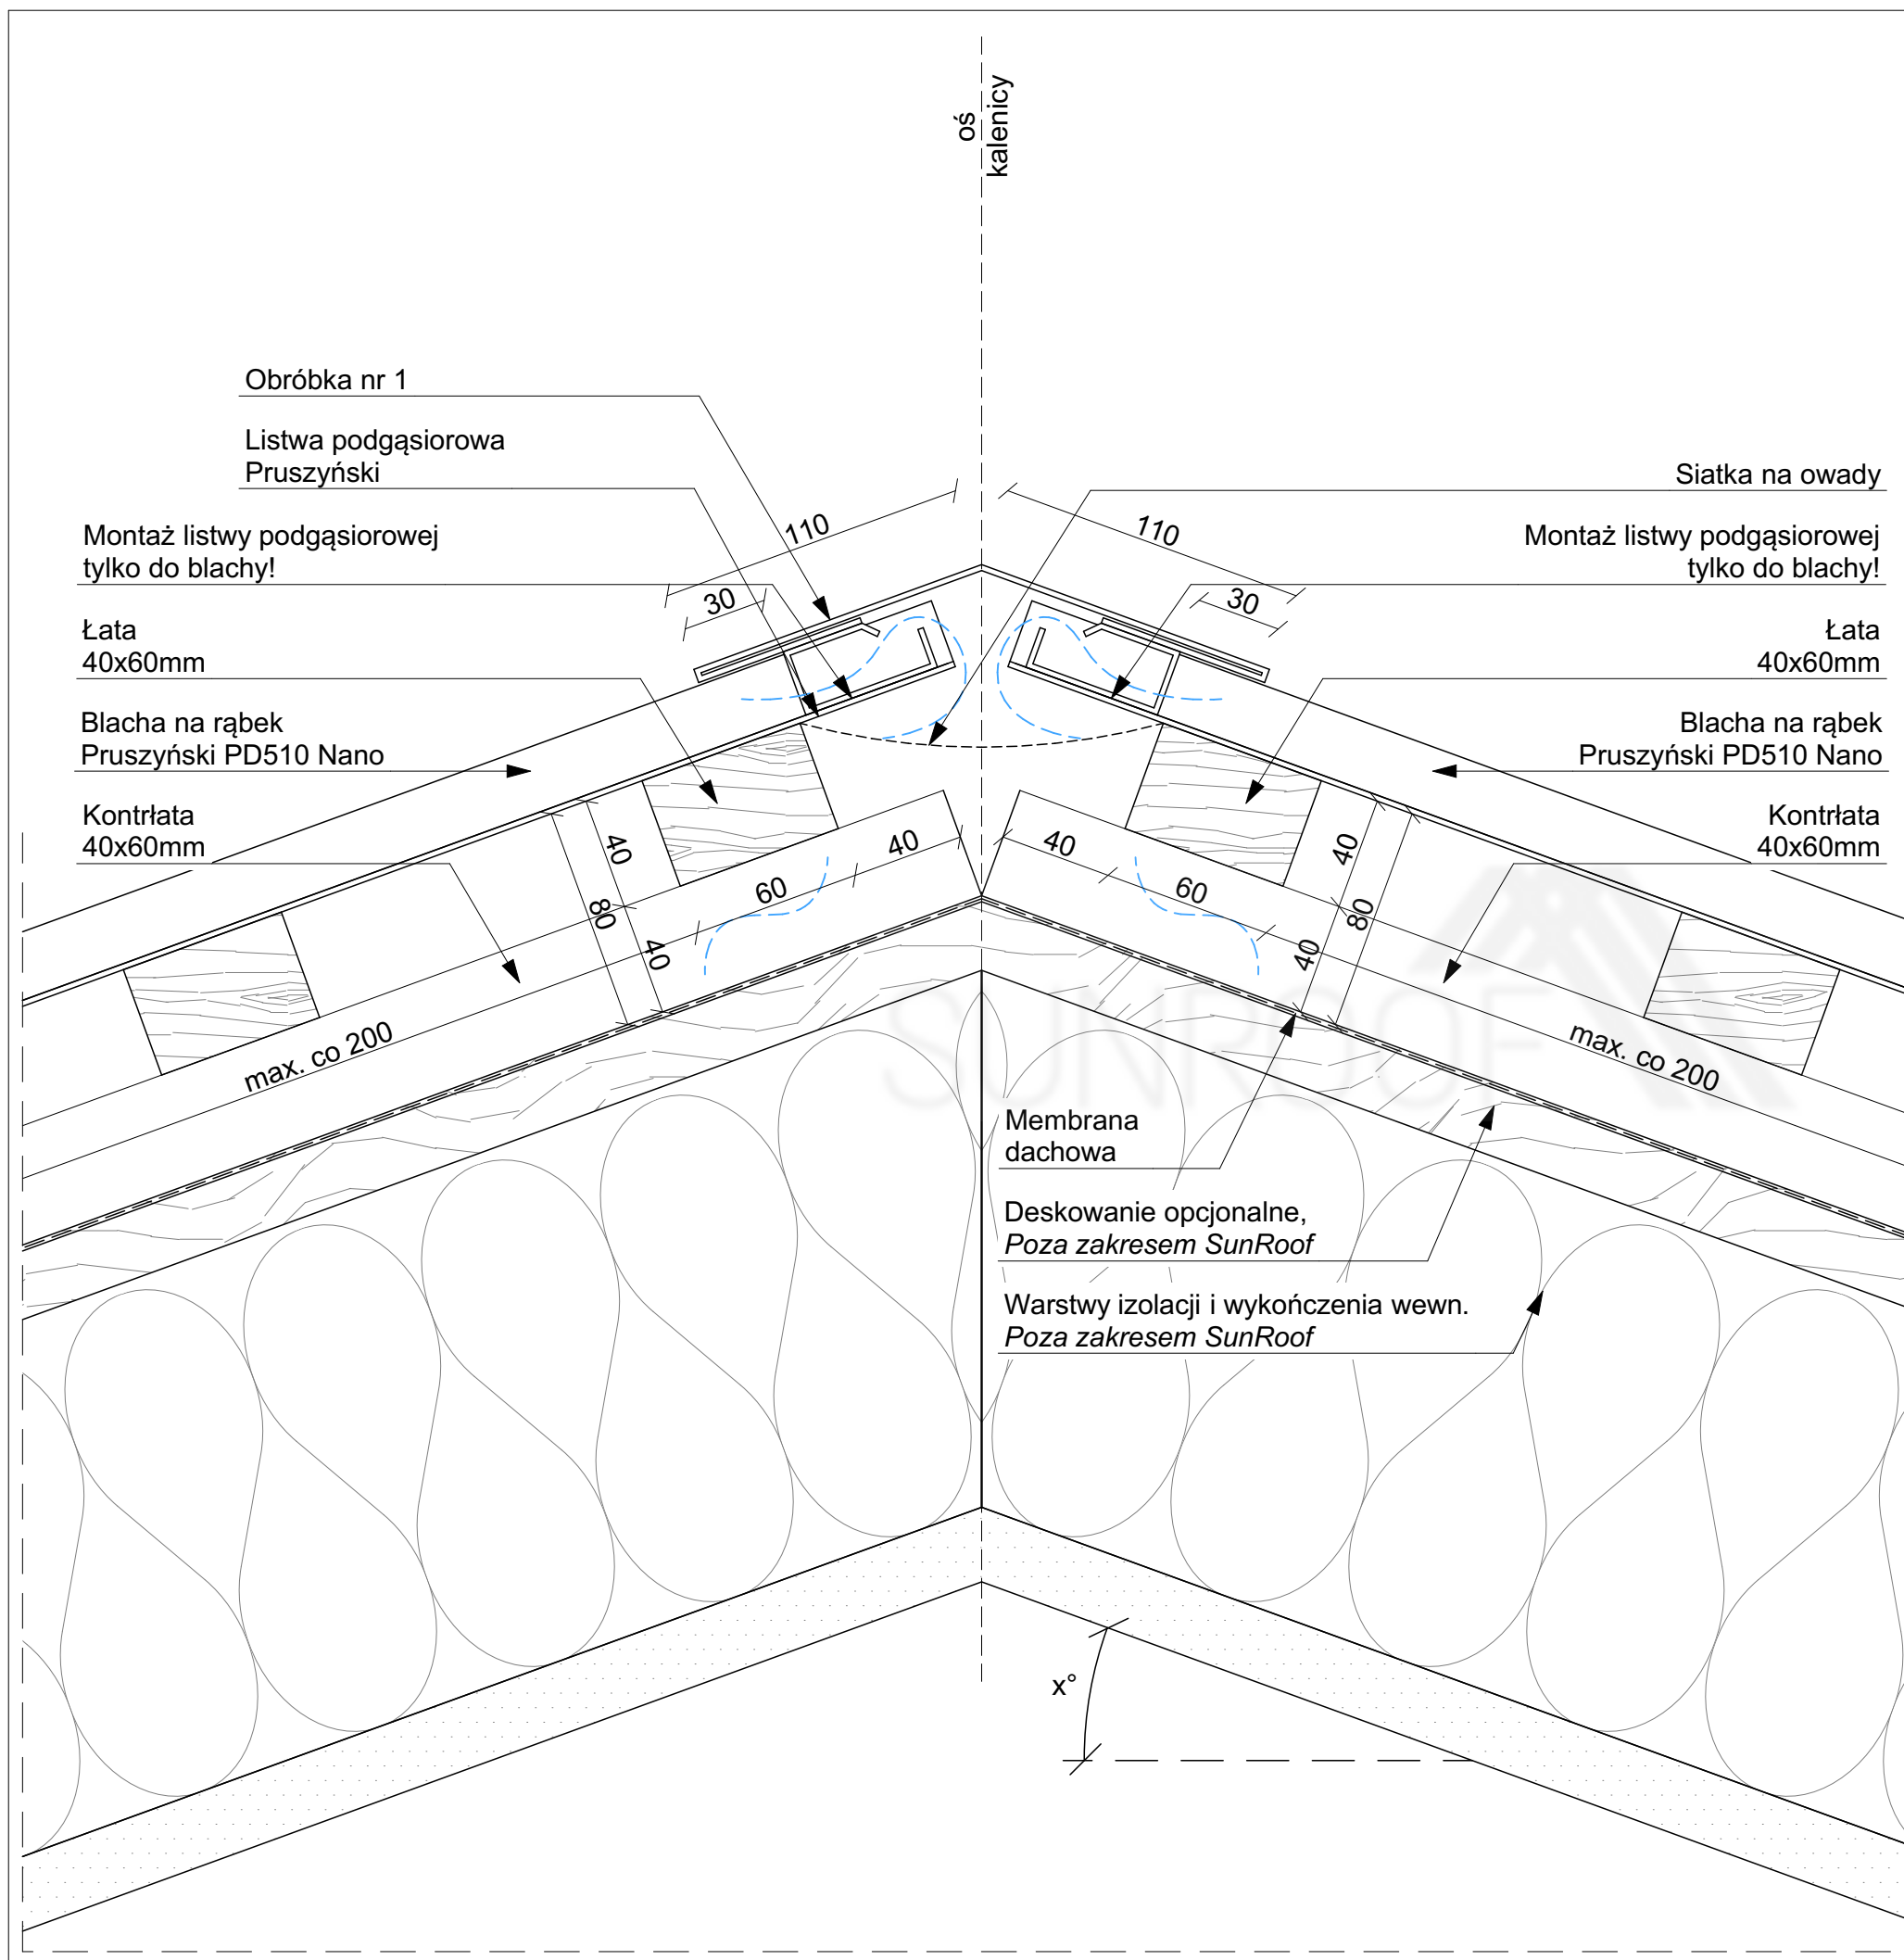 oś
kalenicy
Obróbka nr 1
Listwa podgąsiorowa
Pruszyński
Siatka na owady
110
110
Montaż listwy podgąsiorowej
tylko do blachy!
Montaż listwy podgąsiorowej
tylko do blachy!
30
30
Łata
40x60mm
Łata
40x60mm
Blacha na rąbek
Pruszyński PD510 Nano
Blacha na rąbek
Pruszyński PD510 Nano
Kontrłata
40x60mm
Kontrłata
40x60mm
40
40
40
40
60
60
80
80
40
40
max. co 200
max. co 200
SUNROOF
Membrana
dachowa
Deskowanie opcjonalne,
Poza zakresem SunRoof
Warstwy izolacji i wykończenia wewn.
Poza zakresem SunRoof
x°